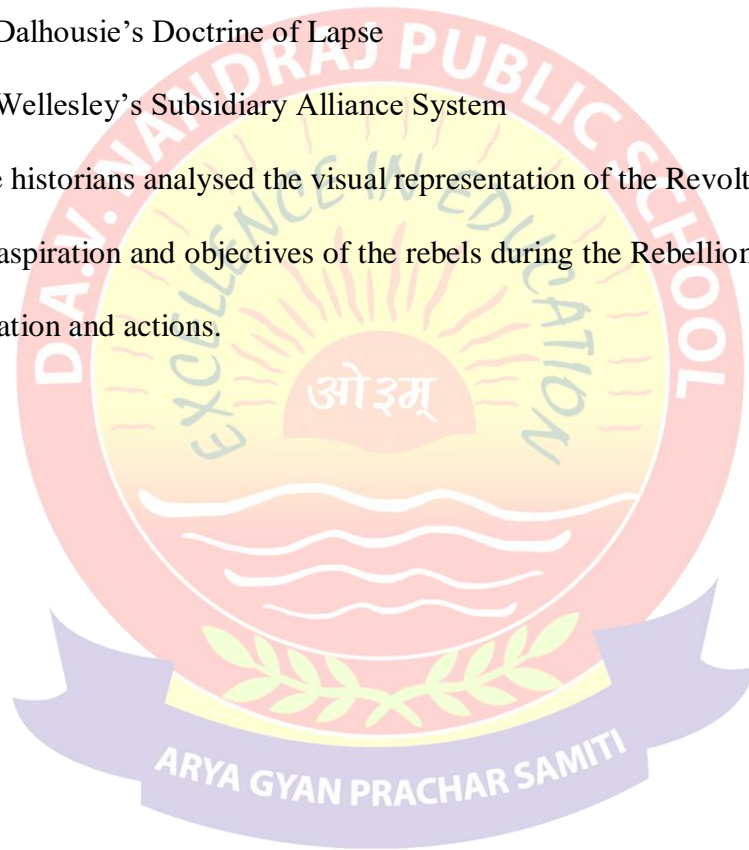 Dalhousie’s Doctrine of Lapse
Wellesley’s Subsidiary Alliance System
historians analysed the visual representation of the Revolt
aspiration and objectives of the rebels during the Rebellion
ation and actions.
D.A.V. NANDRAJ PUBLIC SCHOOL
EXCELLENCE IN EDUCATION
ओ३म्
ARYA GYAN PRACHAR SAMITI